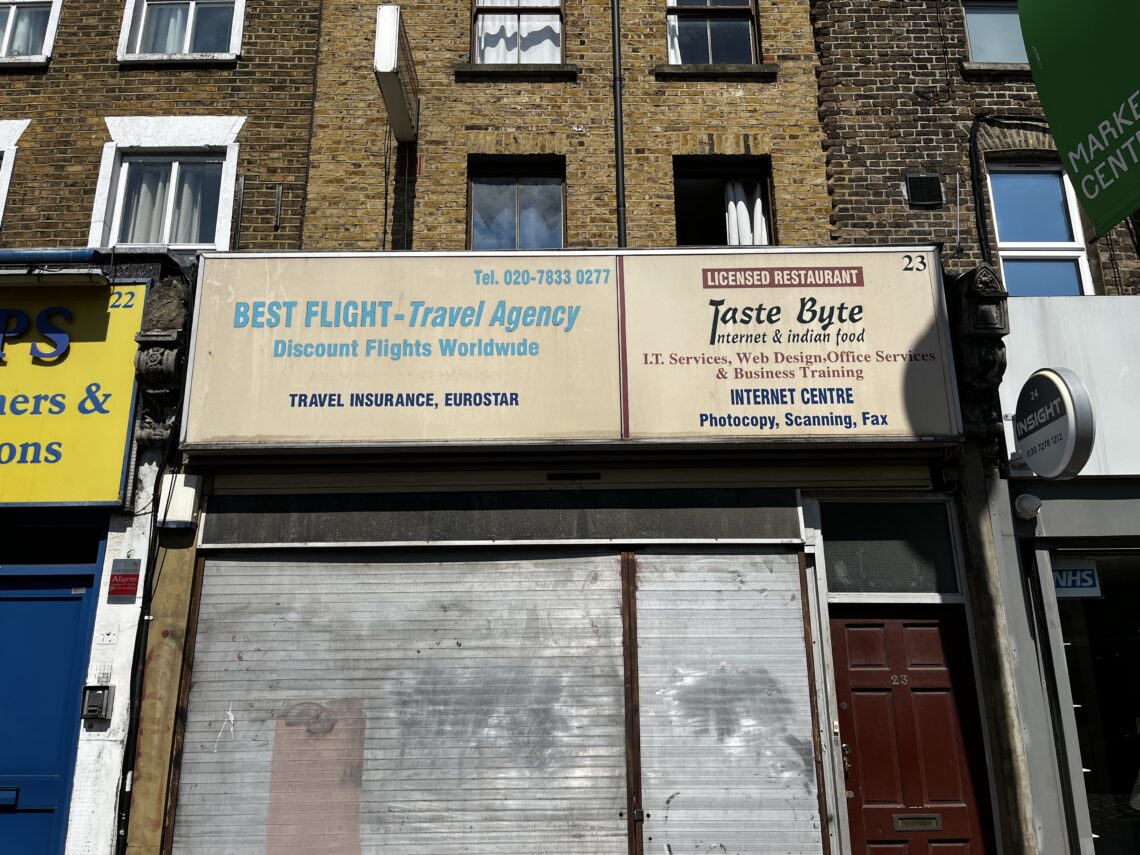 22
PS
ners &
ons
Tel. 020-7833 0277
BEST FLIGHT-Travel Agency
Discount Flights Worldwide
TRAVEL INSURANCE, EUROSTAR
LICENSED RESTAURANT
23
Taste Byte
Internet & indian food
I.T. Services, Web Design,Office Services
& Business Training
INTERNET CENTRE
Photocopy, Scanning, Fax
MARKE
CENT
24
INSIGHT
020 7278 1212
NHS
Alarm
23